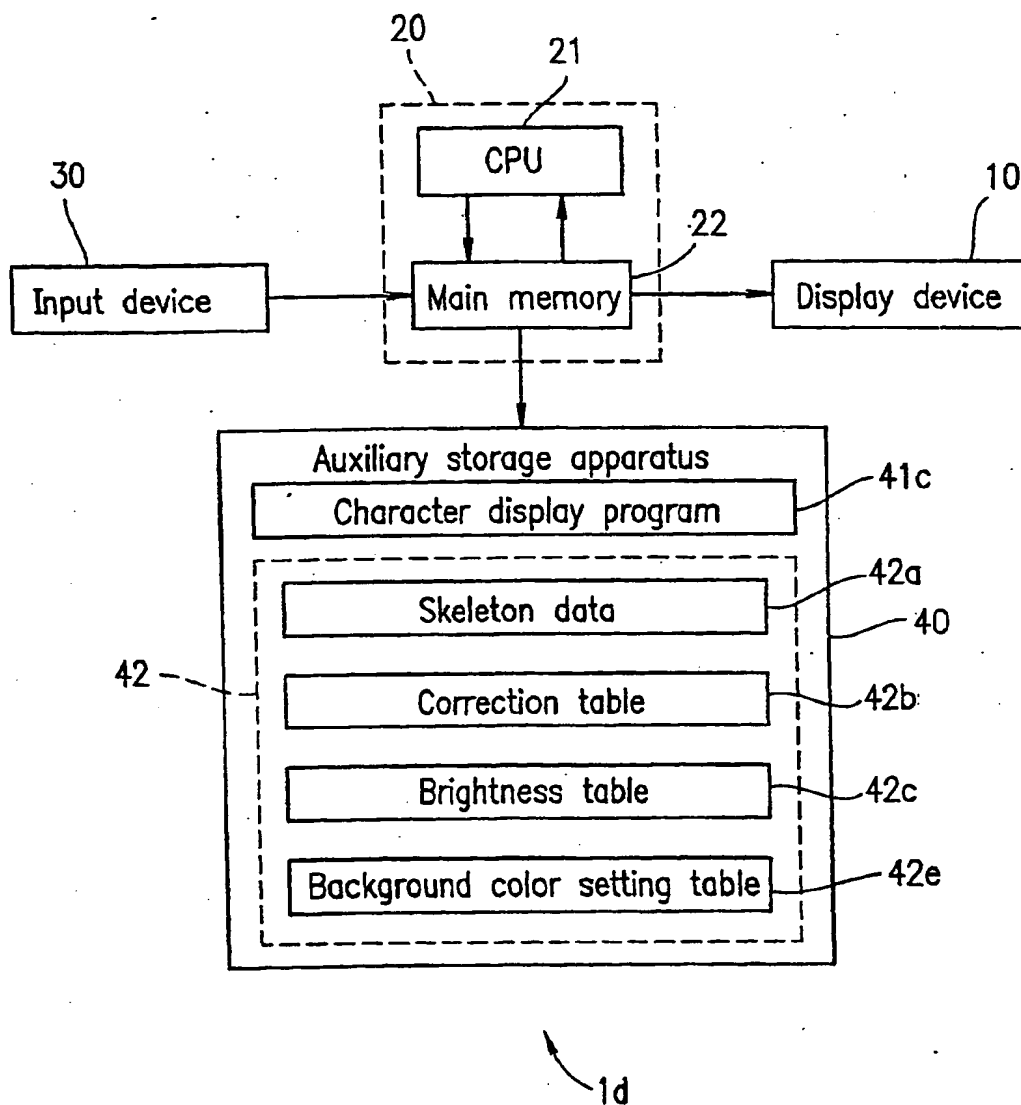 20
21
CPU
30
10
22
Input device
Main memory
Display device
Auxiliary storage apparatus
41c
Character display program
42a
Skeleton data
40
42
Correction table
42b
Brightness table
42c
Background color setting table
42e
1d